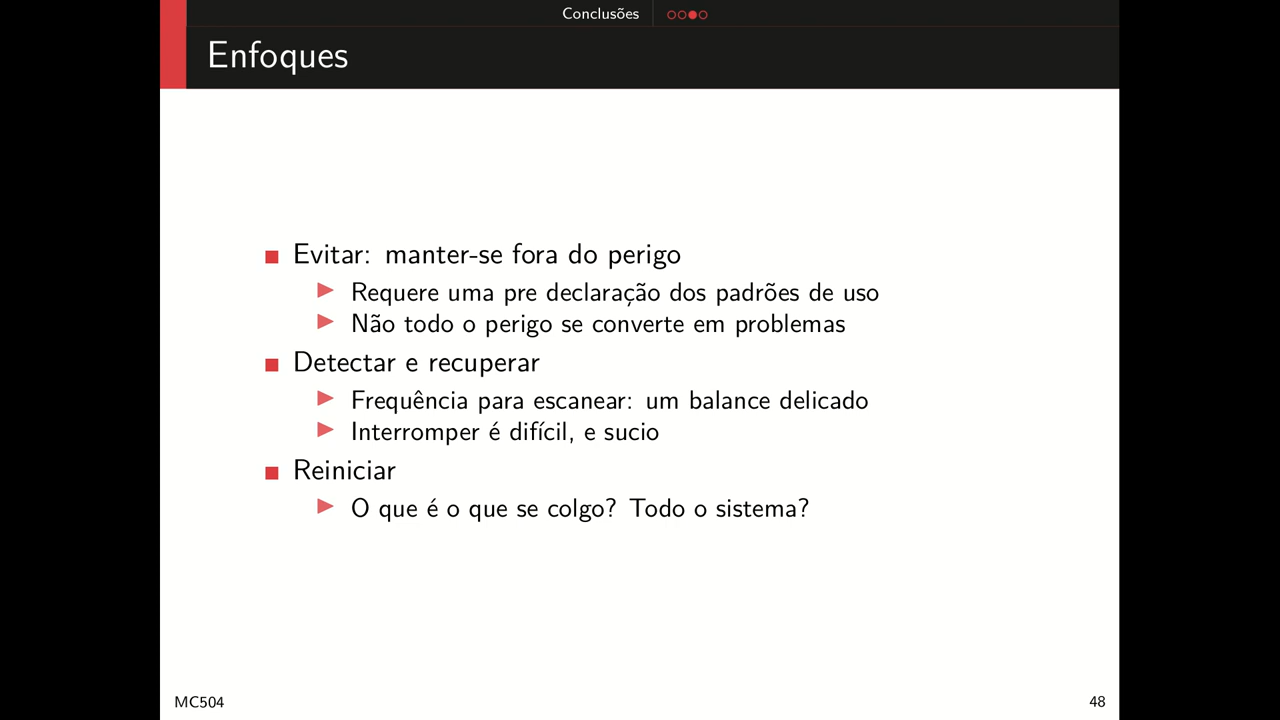 Conclusões
Enfoques
Evitar: manter-se fora do perigo
Requere uma pre declaração dos padrões de uso
Não todo o perigo se converte em problemas
Detectar e recuperar
Frequência para escanear: um balance delicado
Interromper é difícil, e sucio
Reiniciar
O que é o que se colgo? Todo o sistema?
MC504
48